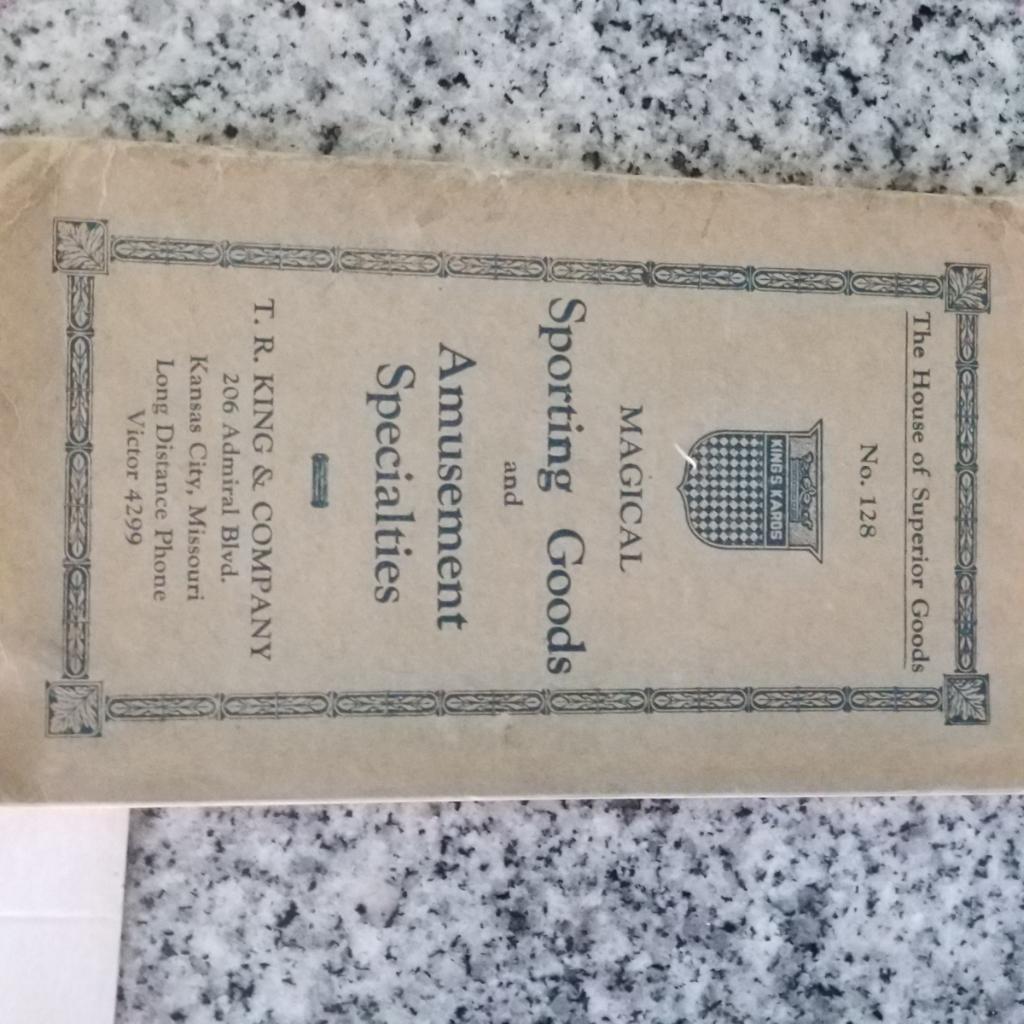 The House of Superior Goods
No. 128
KING'S KARDS
MAGICAL
Sporting Goods
and
Amusement
Specialties
T. R. KING & COMPANY
206 Admiral Blvd.
Kansas City, Missouri
Long Distance Phone
Victor 4299